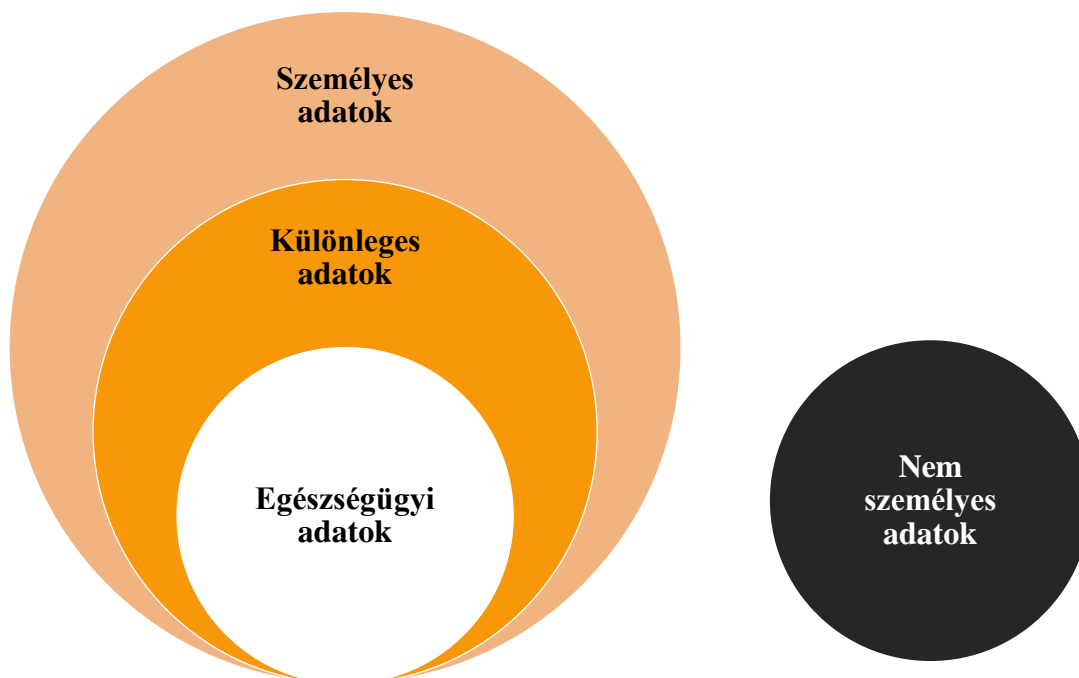 Személyes
adatok
Különleges
adatok
Egészségügyi
adatok
Nem
személyes
adatok